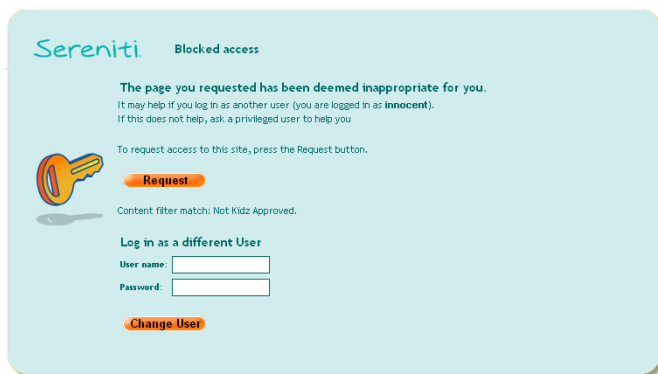 Sereniti.
Blocked access
The page you requested has been deemed inappropriate for you.
It may help if you log in as another user (you are logged in as innocent).
If this does not help, ask a privileged user to help you
To request access to this site, press the Request button.
Request
Content filter match: Not Kidz Approved.
Log in as a different User
User name:
Password:
Change User